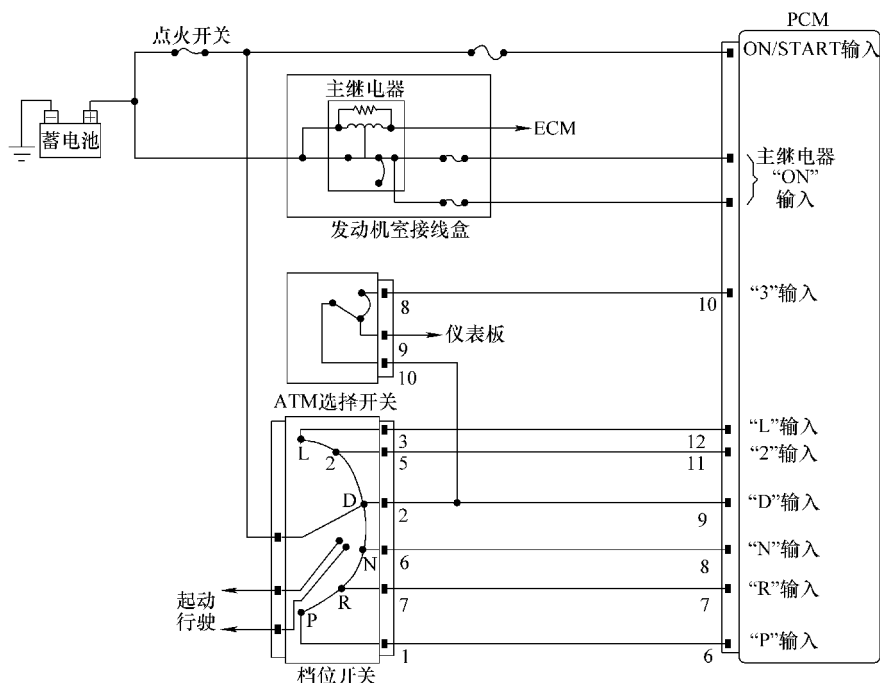 PCM
点火开关
ON/START输入
主继电器
ECM
蓄电池
主继电器
“ON”
输入
发动机室接线盒
8
10
“3”输入
9
仪表板
10
ATM选择开关
L
3
12
“L”输入
2
5
11
“2”输入
D
2
9
“D”输入
N
6
8
“N”输入
起动
行驶
R
7
7
“R”输入
P
1
6
“P”输入
档位开关